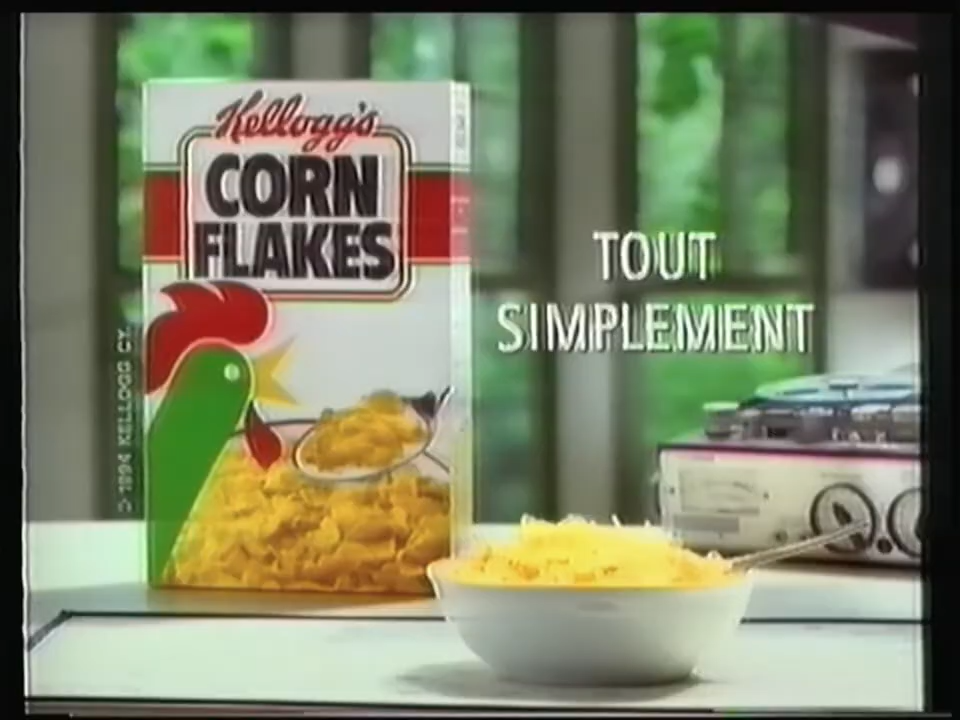 Kellogg's
CORN
FLAKES
TOUT
SIMPLEMENT
© 1994 KELLOGG CY.